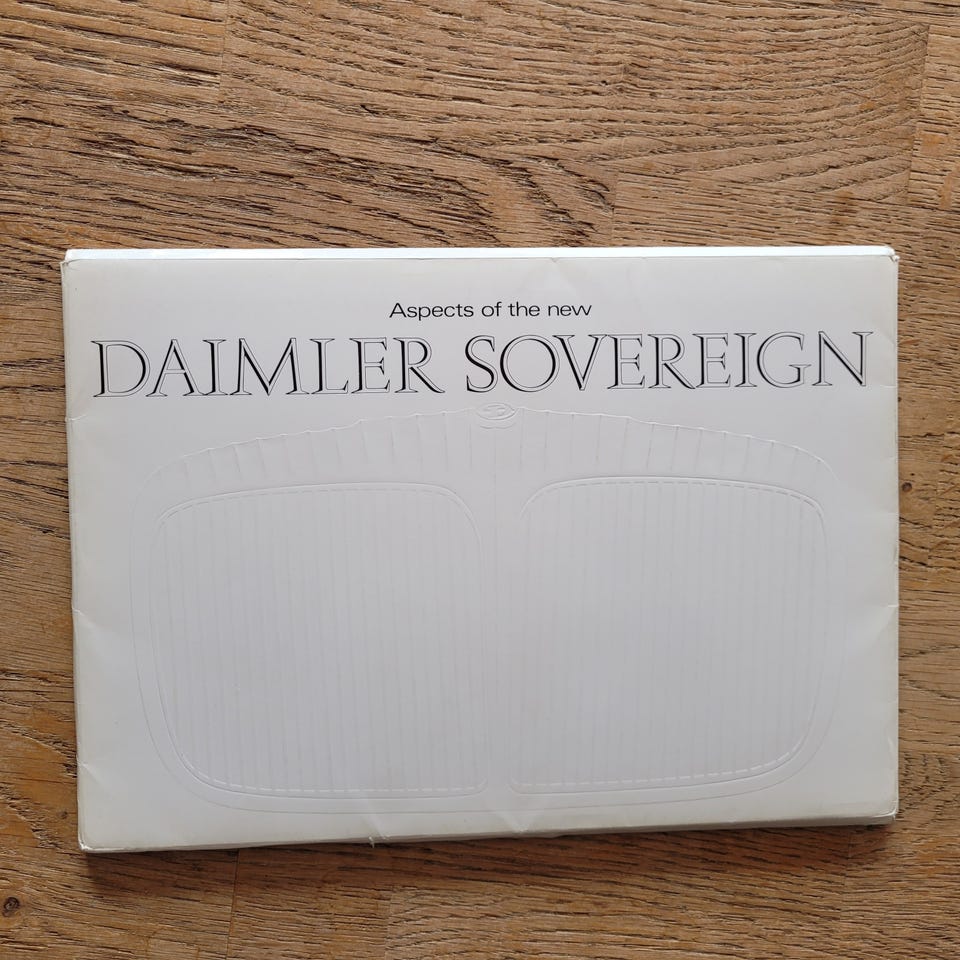 Aspects of the new
DAIMLER SOVEREIGN